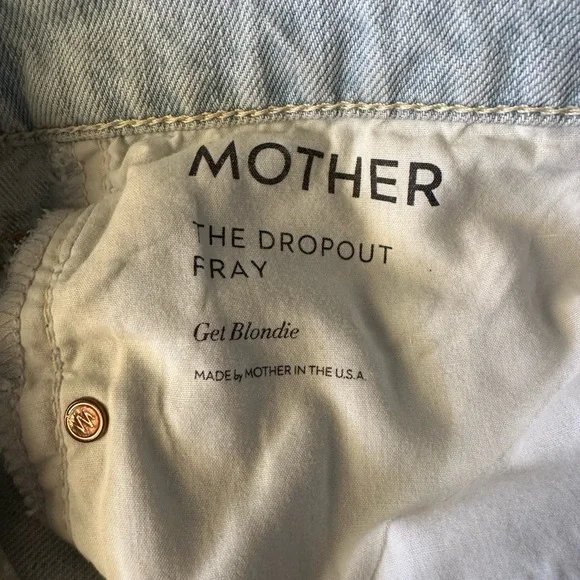 MOTHER
THE DROPOUT
FRAY
Get Blondie
MADE by MOTHER IN THE U.S.A.